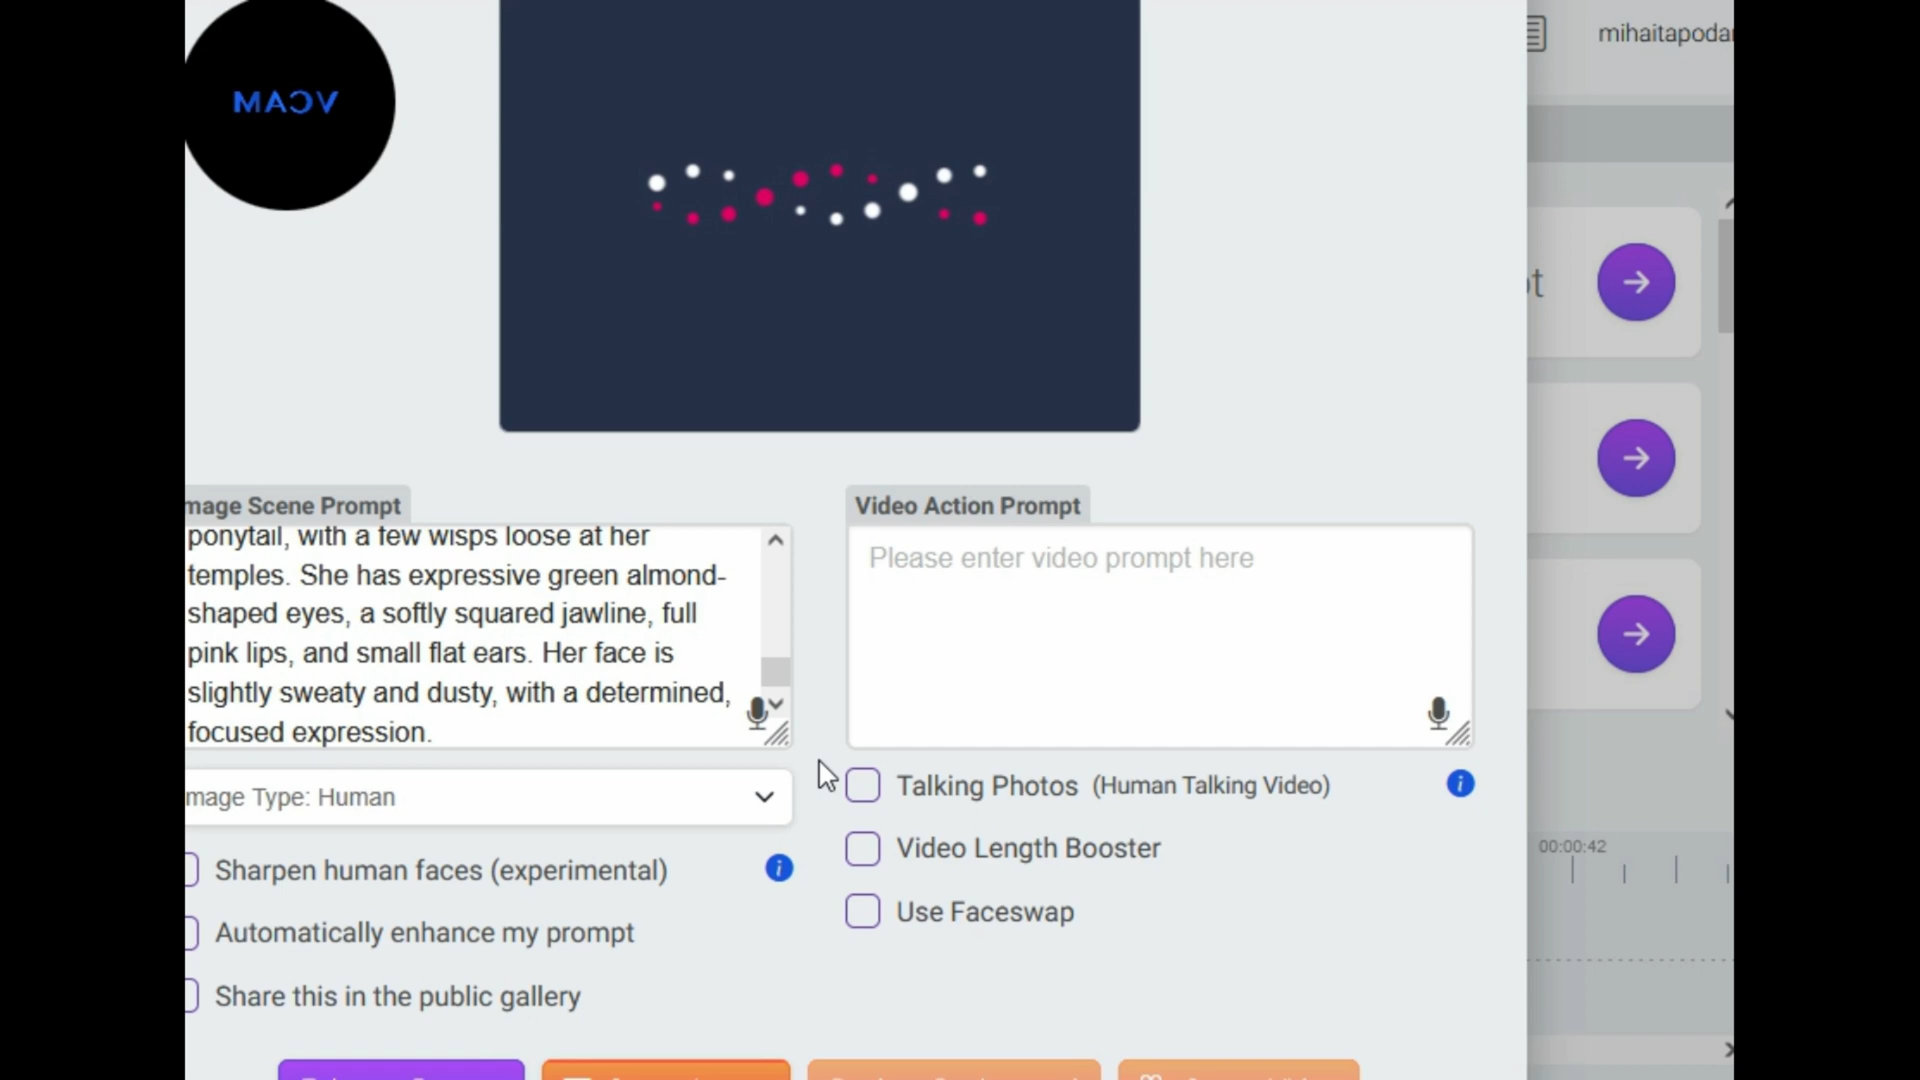 VCAM
mihaitapodar
ot
mage Scene Prompt
ponytail, with a few wisps loose at her
temples. She has expressive green almond-
shaped eyes, a softly squared jawline, full
pink lips, and small flat ears. Her face is
slightly sweaty and dusty, with a determined,
focused expression.
mage Type: Human
Sharpen human faces (experimental)
Automatically enhance my prompt
Share this in the public gallery
Video Action Prompt
Please enter video prompt here
Talking Photos (Human Talking Video)
Video Length Booster
Use Faceswap
00:00:42